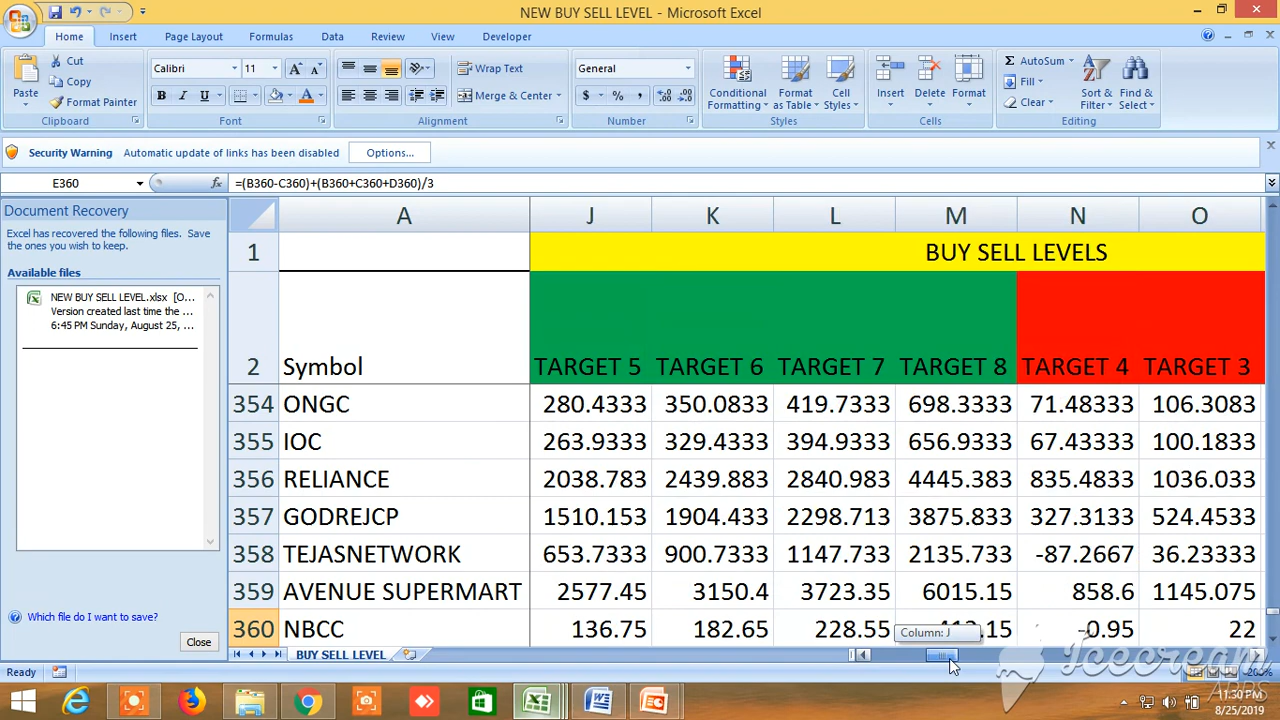 NEW BUY SELL LEVEL - Microsoft Excel
Home Insert Page Layout Formulas Data Review View Developer
Paste Cut Copy Format Painter Clipboard
Calibri 11 B I U A Font
Wrap Text Merge & Center Alignment
General $ % , Number
Conditional Formatting Format as Table Cell Styles Styles
Insert Delete Format Cells
Σ AutoSum Fill Clear Sort & Filter Find & Select Editing
Security Warning Automatic update of links has been disabled Options...
E360 fx =(B360-C360)+(B360+C360+D360)/3
Document Recovery
Excel has recovered the following files. Save
the ones you wish to keep.
Available files
NEW BUY SELL LEVEL.xlsx [O...
Version created last time the ...
6:45 PM Sunday, August 25, ...
Which file do I want to save?
Close
A J K L M N O
1 BUY SELL LEVELS
2 Symbol TARGET 5 TARGET 6 TARGET 7 TARGET 8 TARGET 4 TARGET 3
354 ONGC 280.4333 350.0833 419.7333 698.3333 71.48333 106.3083
355 IOC 263.9333 329.4333 394.9333 656.9333 67.43333 100.1833
356 RELIANCE 2038.783 2439.883 2840.983 4445.383 835.4833 1036.033
357 GODREJCP 1510.153 1904.433 2298.713 3875.833 327.3133 524.4533
358 TEJASNETWORK 653.7333 900.7333 1147.733 2135.733 -87.2667 36.23333
359 AVENUE SUPERMART 2577.45 3150.4 3723.35 6015.15 858.6 1145.075
360 NBCC 136.75 182.65 228.55 -0.95 22
Column: J
BUY SELL LEVEL
Ready 200%
Icecream
APPS
11:30 PM
8/25/2019